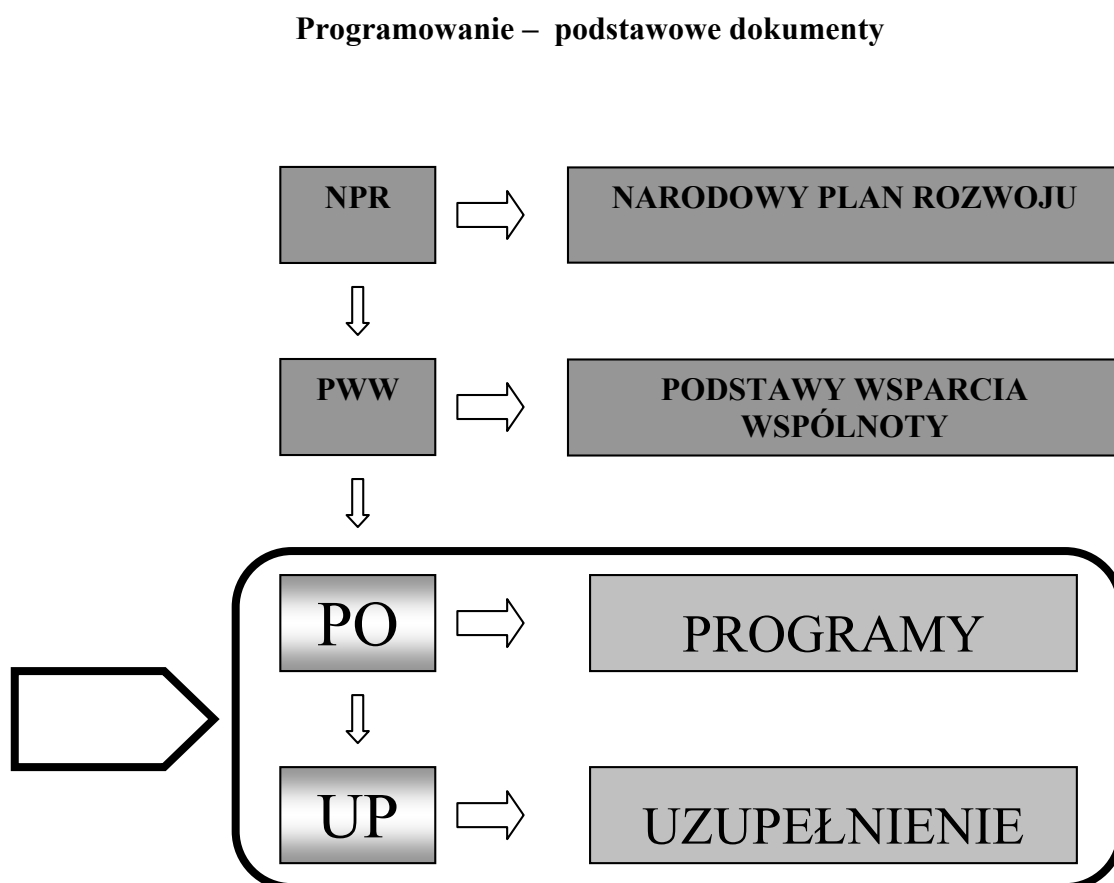 Programowanie – podstawowe dokumenty
NPR
NARODOWY PLAN ROZWOJU
PWW
PODSTAWY WSPARCIA
WSPÓLNOTY
PO
PROGRAMY
UP
UZUPEŁNIENIE